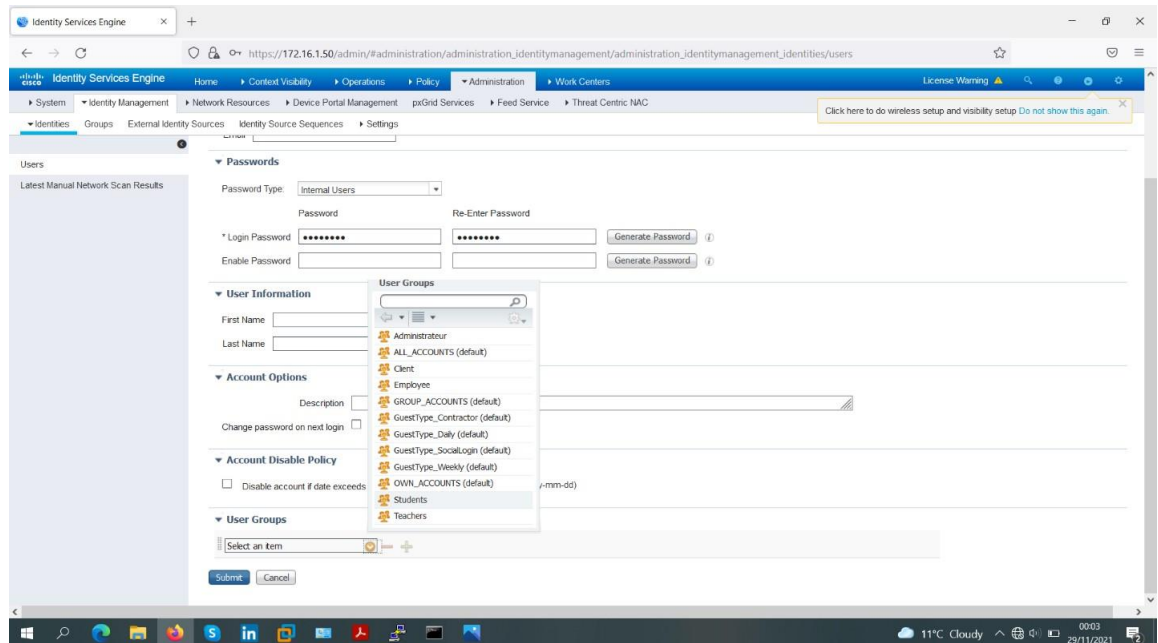 Identity Services Engine
https://172.16.1.50/admin/#administration/administration_identitymanagement/administration_identitymanagement_identities/users
cisco Identity Services Engine Home Context Visibility Operations Policy Administration Work Centers License Warning
System Identity Management Network Resources Device Portal Management pxGrid Services Feed Service Threat Centric NAC
Click here to do wireless setup and visibility setup Do not show this again.
Identities Groups External Identity Sources Identity Source Sequences Settings
Email
Users
Latest Manual Network Scan Results
Passwords
Password Type: Internal Users
Password Re-Enter Password
* Login Password •••••••• •••••••• Generate Password
Enable Password Generate Password
User Information
First Name
Last Name
Account Options
Description
Change password on next login
Account Disable Policy
Disable account if date exceeds -mm-dd)
User Groups
Select an item
Submit Cancel
User Groups
Administrateur
ALL_ACCOUNTS (default)
Client
Employee
GROUP_ACCOUNTS (default)
GuestType_Contractor (default)
GuestType_Daily (default)
GuestType_SocialLogin (default)
GuestType_Weekly (default)
OWN_ACCOUNTS (default)
Students
Teachers
11°C Cloudy
00:03
29/11/2021